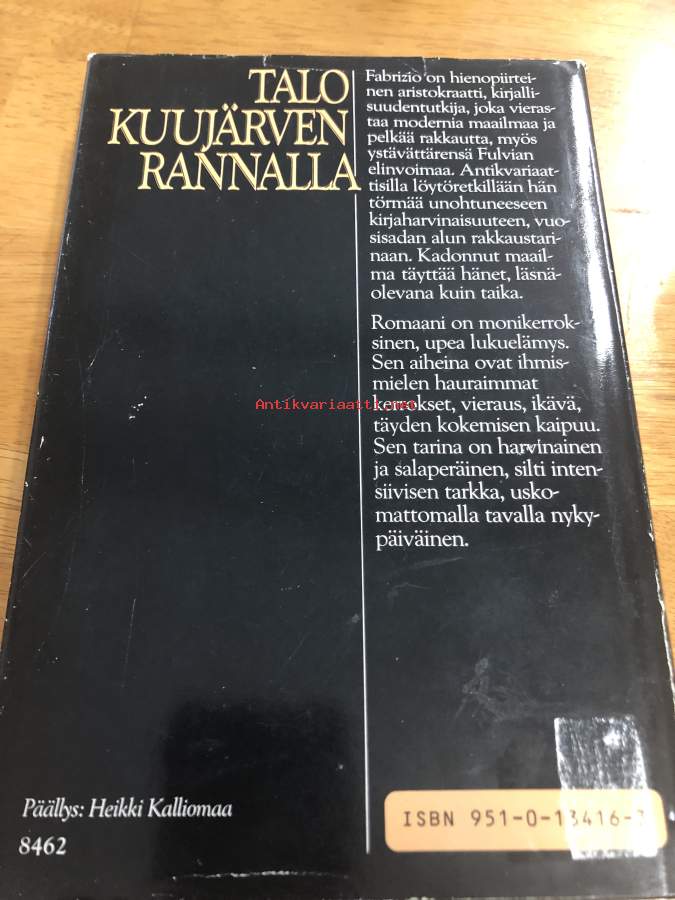 TALO
KUUJÄRVEN
RANNALLA
Fabrizio on hienopiirtei-
nen aristokraatti, kirjalli-
suudentutkija, joka vieras-
taa modernia maailmaa ja
pelkää rakkautta, myös
ystävättärensä Fulvian
elinvoimaa. Antikvariaat-
tisilla löytöretkillään hän
törmää unohtuneeseen
kirjaharvinaisuuteen, vuo-
sisadan alun rakkaustari-
naan. Kadonnut maail-
ma täyttää hänet, läsnä-
olevana kuin taika.
Romaani on monikerrok-
sinen, upea lukuelämys.
Sen aiheina ovat ihmis-
mielen hauraimmat
kerrokset, vieraus, ikävä,
täyden kokemisen kaipuu.
Sen tarina on harvinainen
ja salaperäinen, silti inten-
siivisen tarkka, usko-
mattomalla tavalla nyky-
päiväinen.
Antikvariaatti.net
Päällys: Heikki Kalliomaa
8462
ISBN 951-0-13416-7